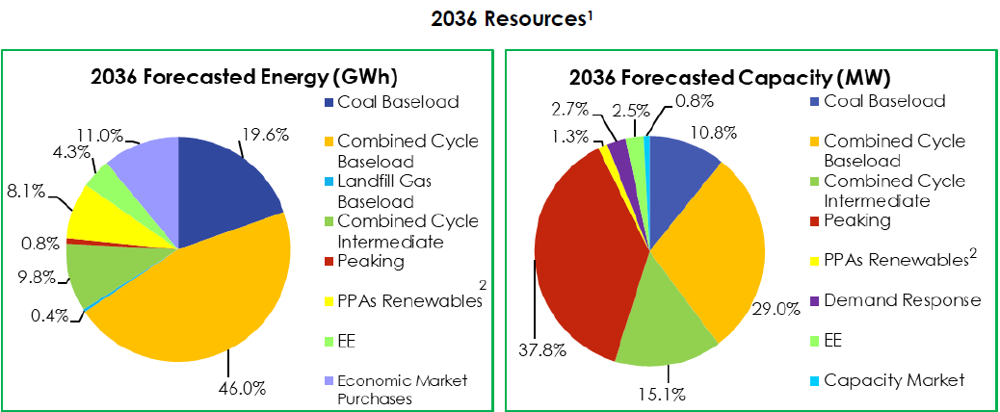 2036 Resources¹
2036 Forecasted Energy (GWh)
Coal Baseload
Combined Cycle
Baseload
Landfill Gas
Baseload
Combined Cycle
Intermediate
Peaking
PPAs Renewables²
EE
Economic Market
Purchases
19.6%
46.0%
0.4%
9.8%
0.8%
8.1%
4.3%
11.0%
2036 Forecasted Capacity (MW)
Coal Baseload
Combined Cycle
Baseload
Combined Cycle
Intermediate
Peaking
PPAs Renewables²
Demand Response
EE
Capacity Market
10.8%
29.0%
15.1%
37.8%
1.3%
2.7%
2.5%
0.8%